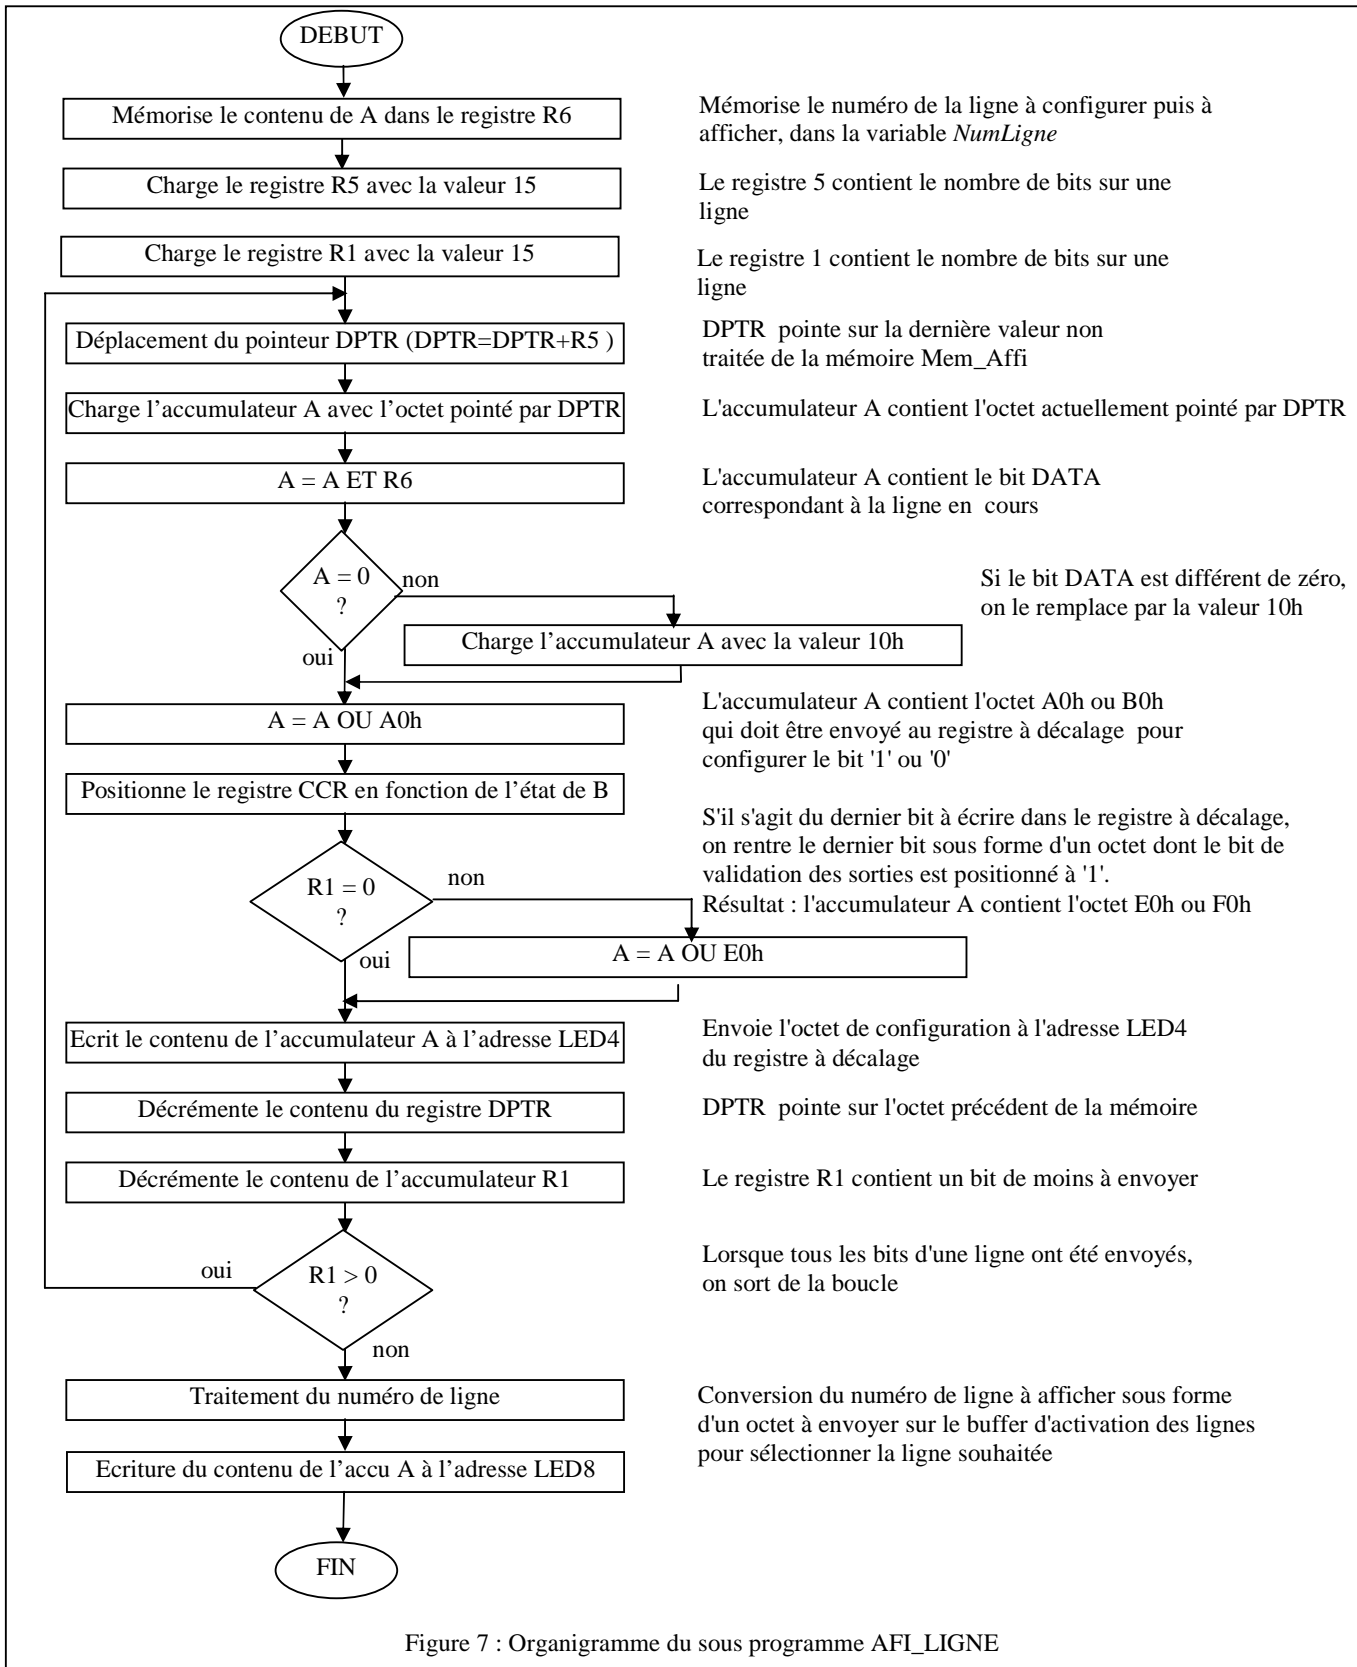 DEBUT
Mémorise le contenu de A dans le registre R6
Mémorise le numéro de la ligne à configurer puis à
afficher, dans la variable NumLigne
Charge le registre R5 avec la valeur 15
Le registre 5 contient le nombre de bits sur une
ligne
Charge le registre R1 avec la valeur 15
Le registre 1 contient le nombre de bits sur une
ligne
Déplacement du pointeur DPTR (DPTR=DPTR+R5 )
DPTR pointe sur la dernière valeur non
traitée de la mémoire Mem_Affi
Charge l’accumulateur A avec l’octet pointé par DPTR
L'accumulateur A contient l'octet actuellement pointé par DPTR
A = A ET R6
L'accumulateur A contient le bit DATA
correspondant à la ligne en cours
A = 0
?
non
oui
Si le bit DATA est différent de zéro,
on le remplace par la valeur 10h
Charge l’accumulateur A avec la valeur 10h
A = A OU A0h
L'accumulateur A contient l'octet A0h ou B0h
qui doit être envoyé au registre à décalage pour
configurer le bit '1' ou '0'
Positionne le registre CCR en fonction de l’état de B
S'il s'agit du dernier bit à écrire dans le registre à décalage,
on rentre le dernier bit sous forme d'un octet dont le bit de
validation des sorties est positionné à '1'.
Résultat : l'accumulateur A contient l'octet E0h ou F0h
R1 = 0
?
non
oui
A = A OU E0h
Ecrit le contenu de l’accumulateur A à l’adresse LED4
Envoie l'octet de configuration à l'adresse LED4
du registre à décalage
Décrémente le contenu du registre DPTR
DPTR pointe sur l'octet précédent de la mémoire
Décrémente le contenu de l’accumulateur R1
Le registre R1 contient un bit de moins à envoyer
oui
R1 > 0
?
non
Lorsque tous les bits d'une ligne ont été envoyés,
on sort de la boucle
Traitement du numéro de ligne
Conversion du numéro de ligne à afficher sous forme
d'un octet à envoyer sur le buffer d'activation des lignes
pour sélectionner la ligne souhaitée
Ecriture du contenu de l’accu A à l’adresse LED8
FIN
Figure 7 : Organigramme du sous programme AFI_LIGNE